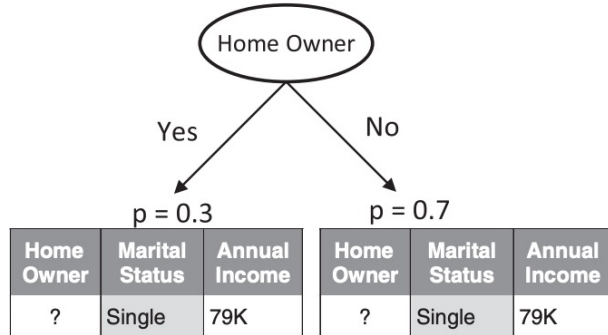 Home Owner
Yes
No
p = 0.3
p = 0.7
Home Owner Marital Status Annual Income
? Single 79K
Home Owner Marital Status Annual Income
? Single 79K